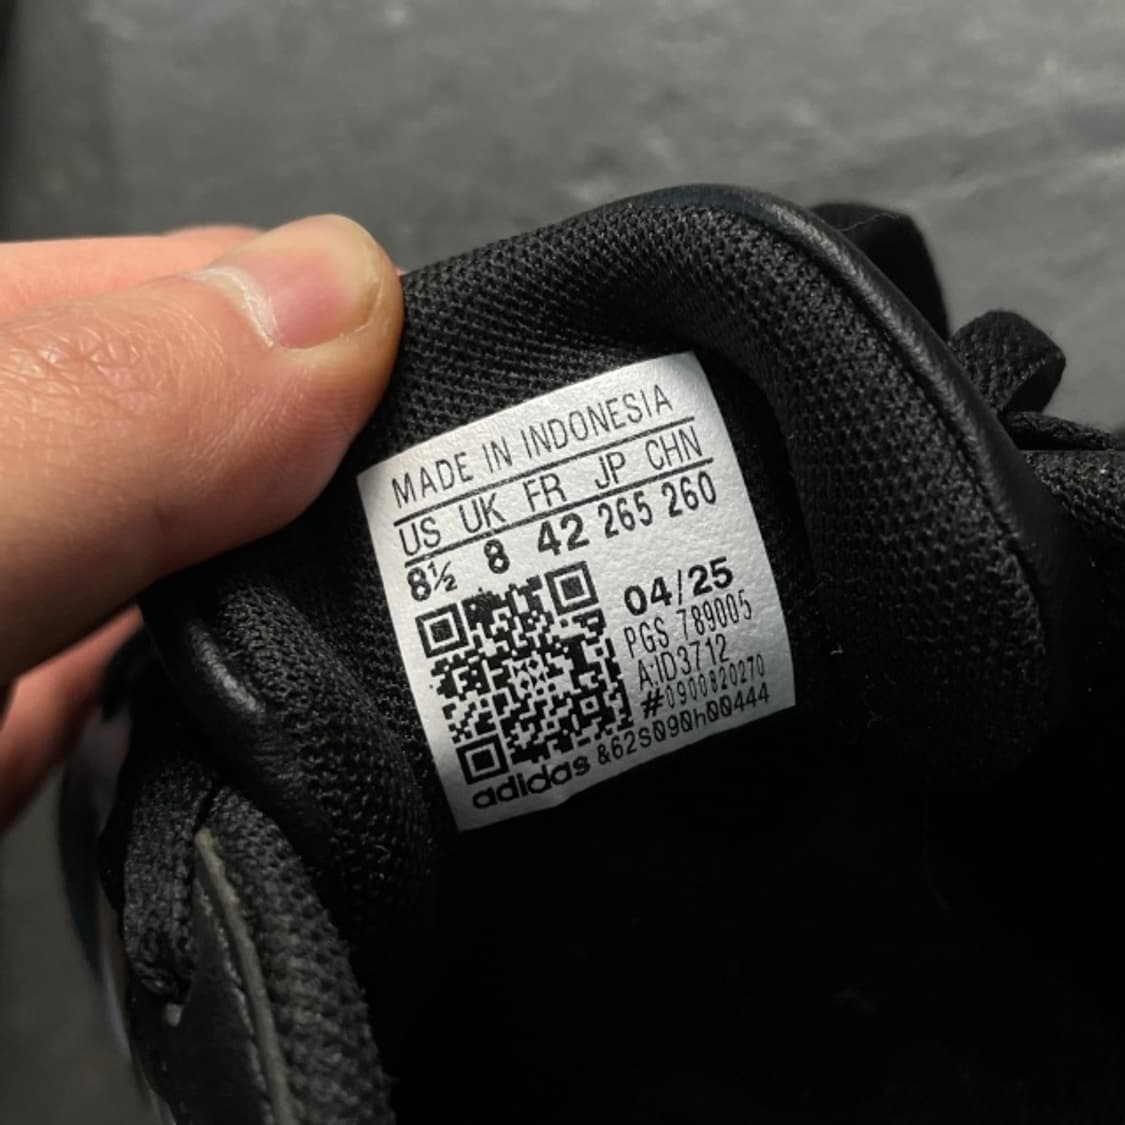 MADE IN INDONESIA
US UK FR JP CHN
8½ 8 42 265 260
04/25
PGS 789005
A:ID3712
#0900820270
adidas &62S090h00444